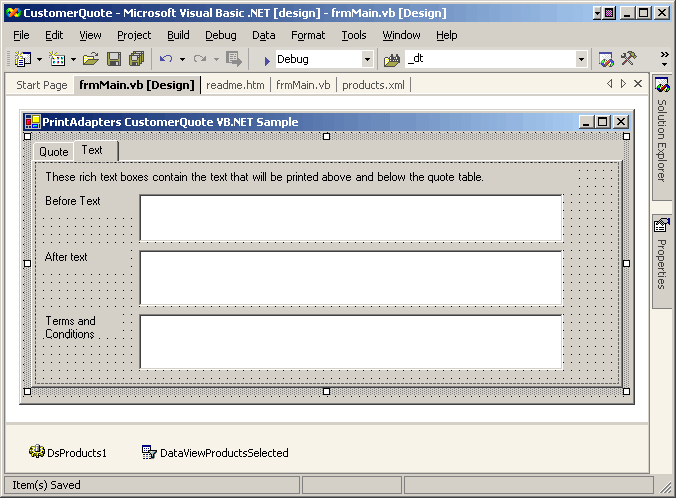 CustomerQuote - Microsoft Visual Basic .NET [design] - frmMain.vb [Design]
File Edit View Project Build Debug Data Format Tools Window Help
Debug _dt
Start Page frmMain.vb [Design] readme.htm frmMain.vb products.xml
PrintAdapters CustomerQuote VB.NET Sample
Quote Text
These rich text boxes contain the text that will be printed above and below the quote table.
Before Text
After text
Terms and
Conditions
Solution Explorer
Properties
DsProducts1 DataViewProductsSelected
Item(s) Saved